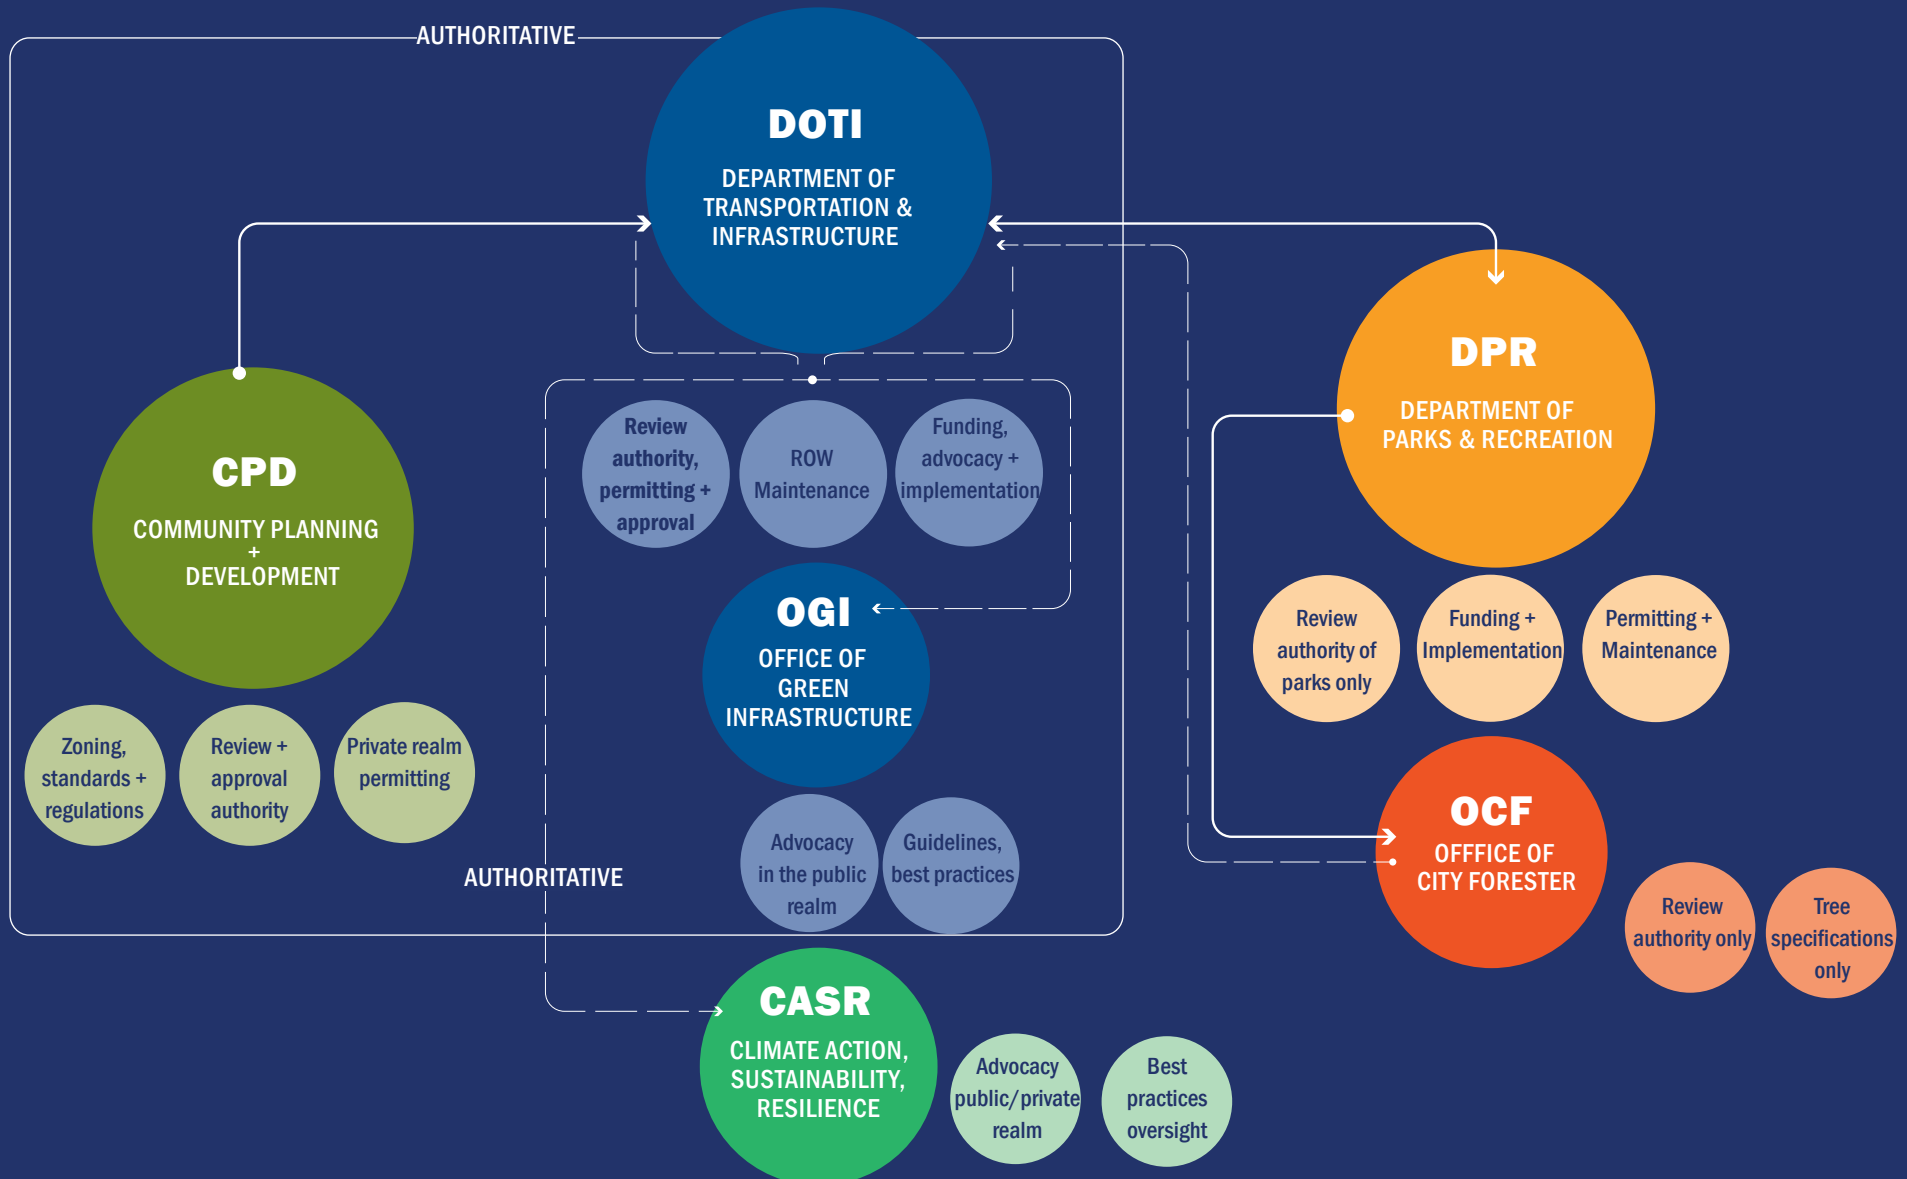 AUTHORITATIVE
DOTI
DEPARTMENT OF
TRANSPORTATION &
INFRASTRUCTURE
DPR
DEPARTMENT OF
PARKS & RECREATION
CPD
COMMUNITY PLANNING
+
DEVELOPMENT
Review
authority,
permitting +
approval
ROW
Maintenance
Funding,
advocacy +
implementation
OGI
OFFICE OF
GREEN
INFRASTRUCTURE
Review
authority of
parks only
Funding +
Implementation
Permitting +
Maintenance
Zoning,
standards +
regulations
Review +
approval
authority
Private realm
permitting
Advocacy
in the public
realm
Guidelines,
best practices
OCF
OFFFICE OF
CITY FORESTER
AUTHORITATIVE
Review
authority only
Tree
specifications
only
CASR
CLIMATE ACTION,
SUSTAINABILITY,
RESILIENCE
Advocacy
public/private
realm
Best
practices
oversight